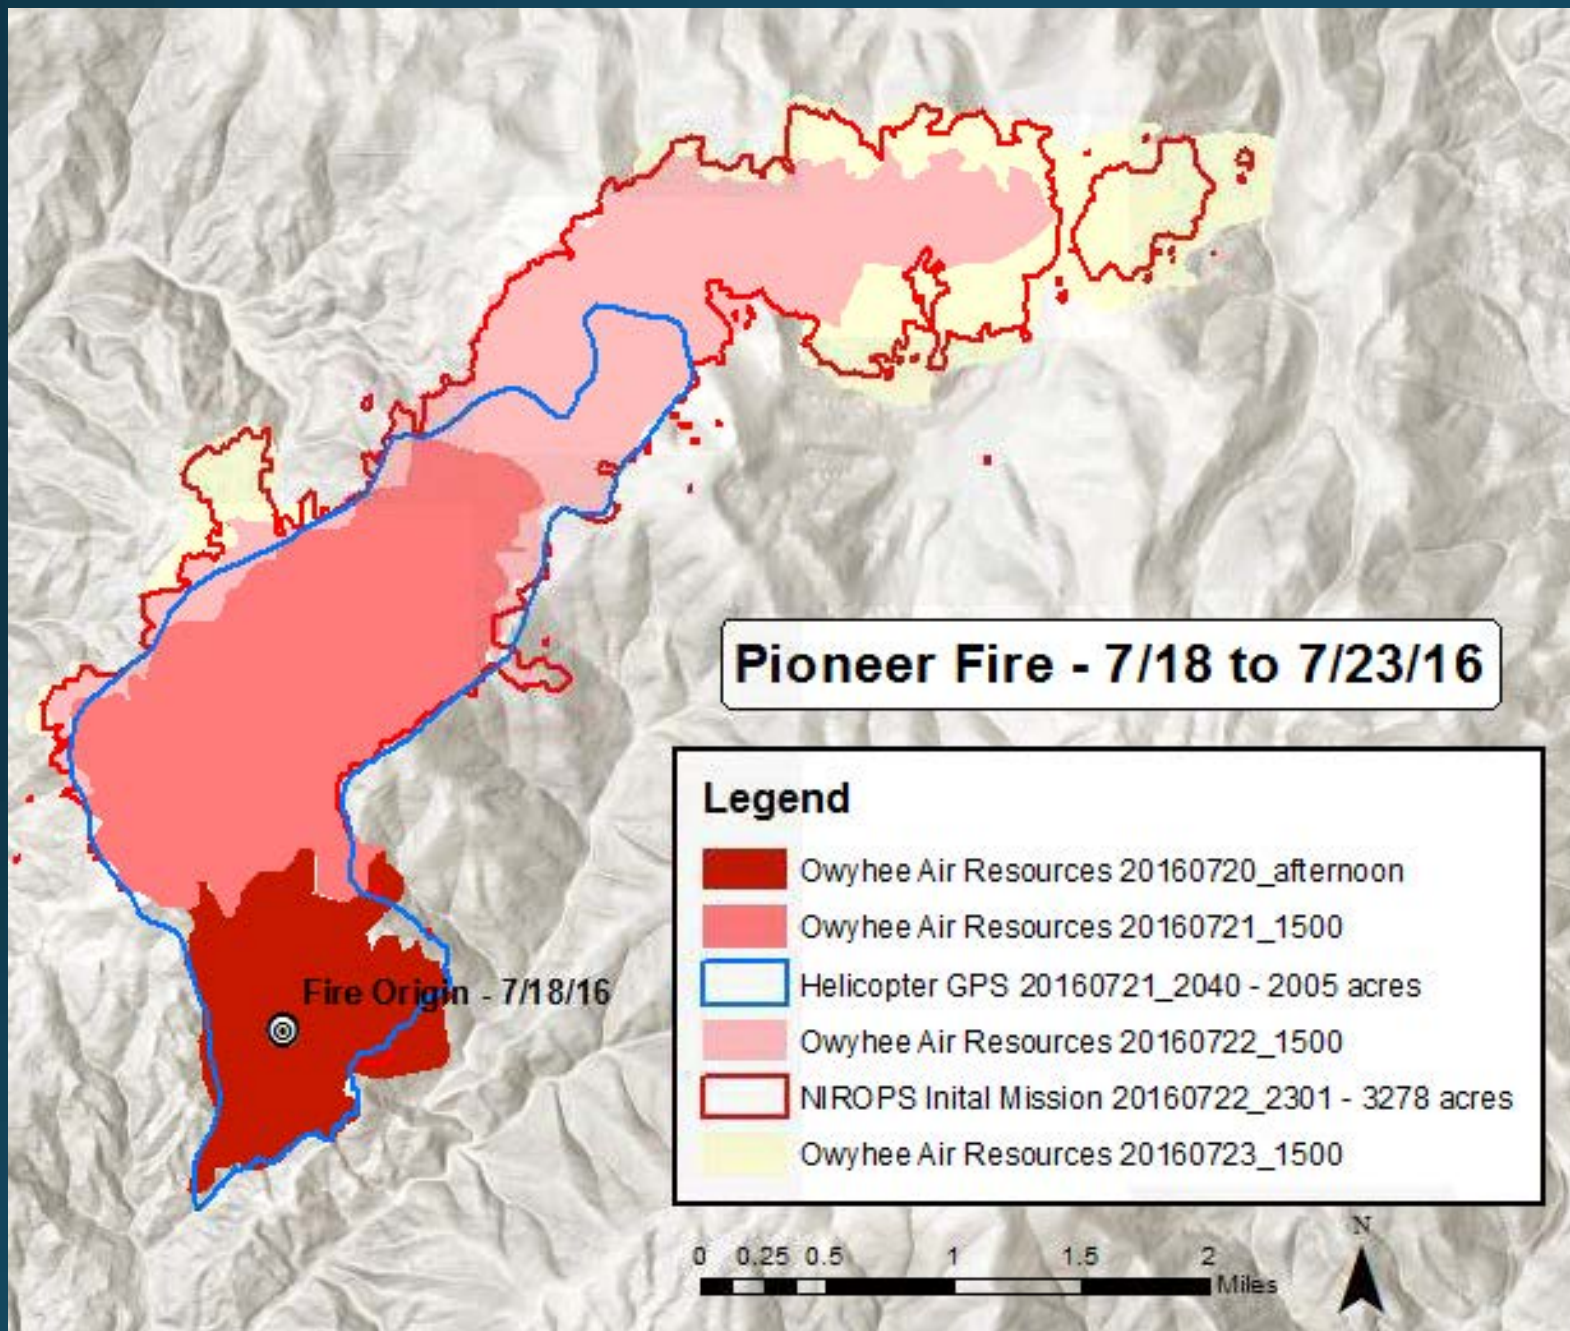 Pioneer Fire - 7/18 to 7/23/16
Legend
Owyhee Air Resources 20160720_afternoon
Owyhee Air Resources 20160721_1500
Helicopter GPS 20160721_2040 - 2005 acres
Owyhee Air Resources 20160722_1500
NIROPS Inital Mission 20160722_2301 - 3278 acres
Owyhee Air Resources 20160723_1500
Fire Origin - 7/18/16
N
0 0.25 0.5 1 1.5 2
Miles